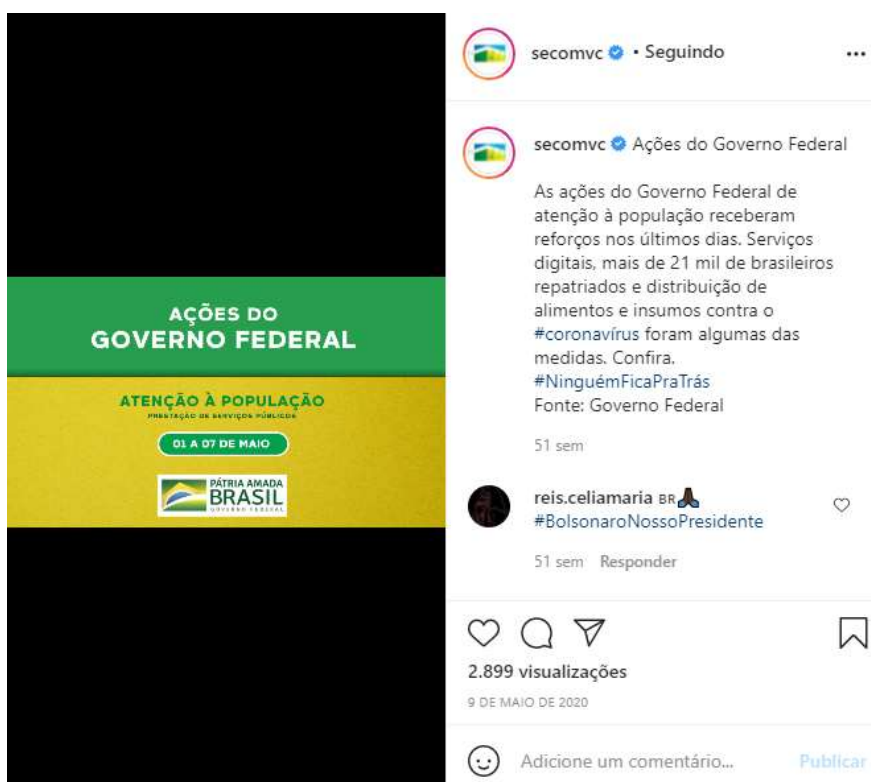 secomvc • Seguindo
secomvc Ações do Governo Federal
As ações do Governo Federal de
atenção à população receberam
reforços nos últimos dias. Serviços
digitais, mais de 21 mil de brasileiros
repatriados e distribuição de
alimentos e insumos contra o
#coronavírus foram algumas das
medidas. Confira.
#NinguémFicaPraTrás
Fonte: Governo Federal
51 sem
reis.celiamaria BR
#BolsonaroNossoPresidente
51 sem Responder
2.899 visualizações
9 DE MAIO DE 2020
Adicione um comentário... Publicar
AÇÕES DO
GOVERNO FEDERAL
ATENÇÃO À POPULAÇÃO
PRESTAÇÃO DE SERVIÇOS PÚBLICOS
01 A 07 DE MAIO
PÁTRIA AMADA
BRASIL
GOVERNO FEDERAL